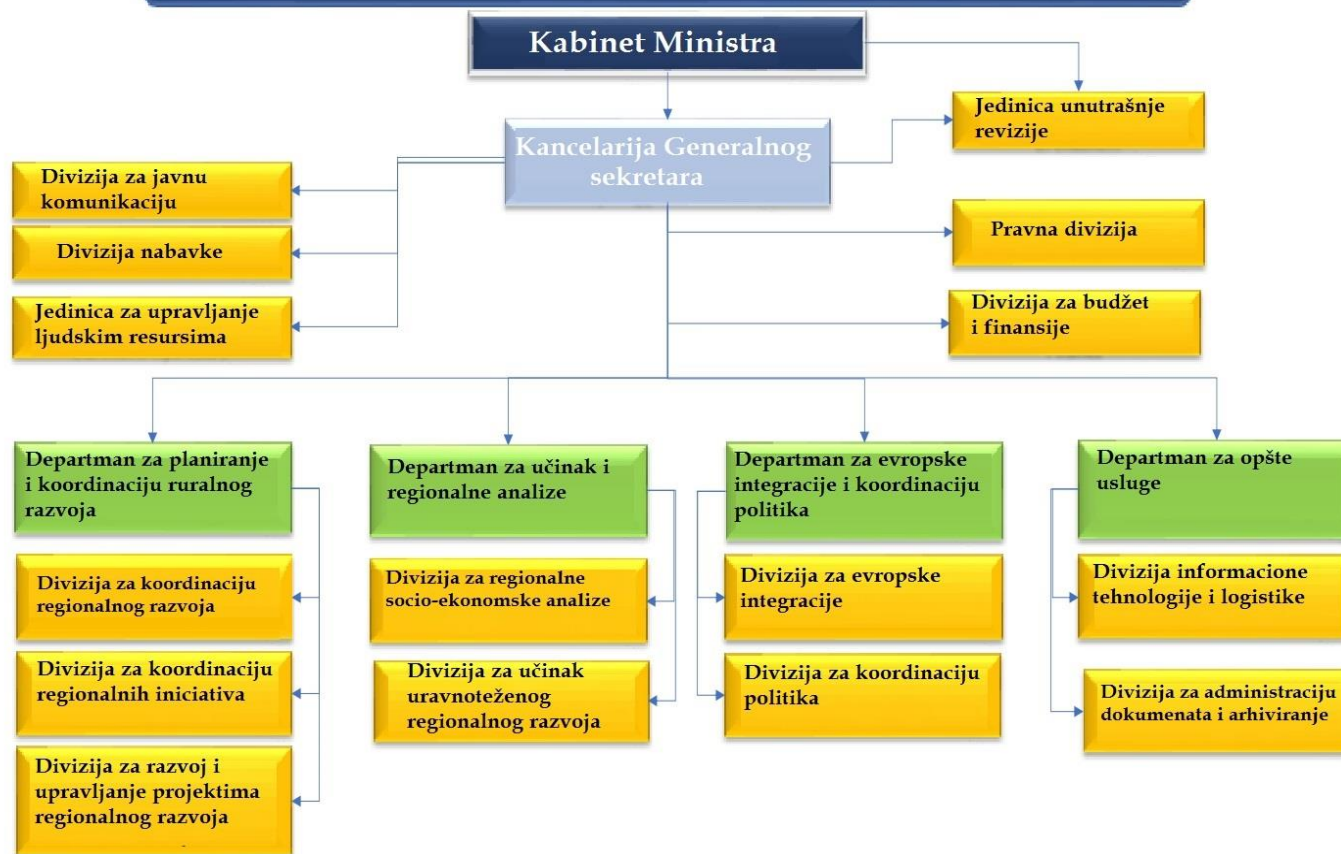 Kabinet Ministra
Jedinica unutrašnje
revizije
Kancelarija Generalnog
sekretara
Divizija za javnu
komunikaciju
Divizija nabavke
Jedinica za upravljanje
ljudskim resursima
Pravna divizija
Divizija za budžet
i finansije
Departman za planiranje
i koordinaciju ruralnog
razvoja
Departman za učinak i
regionalne analize
Departman za evropske
integracije i koordinaciju
politika
Departman za opšte
usluge
Divizija za koordinaciju
regionalnog razvoja
Divizija za regionalne
socio-ekonomske analize
Divizija za evropske
integracije
Divizija informacione
tehnologije i logistike
Divizija za koordinaciju
regionalnih iniciativa
Divizija za učinak
uravnoteženog
regionalnog razvoja
Divizija za koordinaciju
politika
Divizija za administraciju
dokumenata i arhiviranje
Divizija za razvoj i
upravljanje projektima
regionalnog razvoja